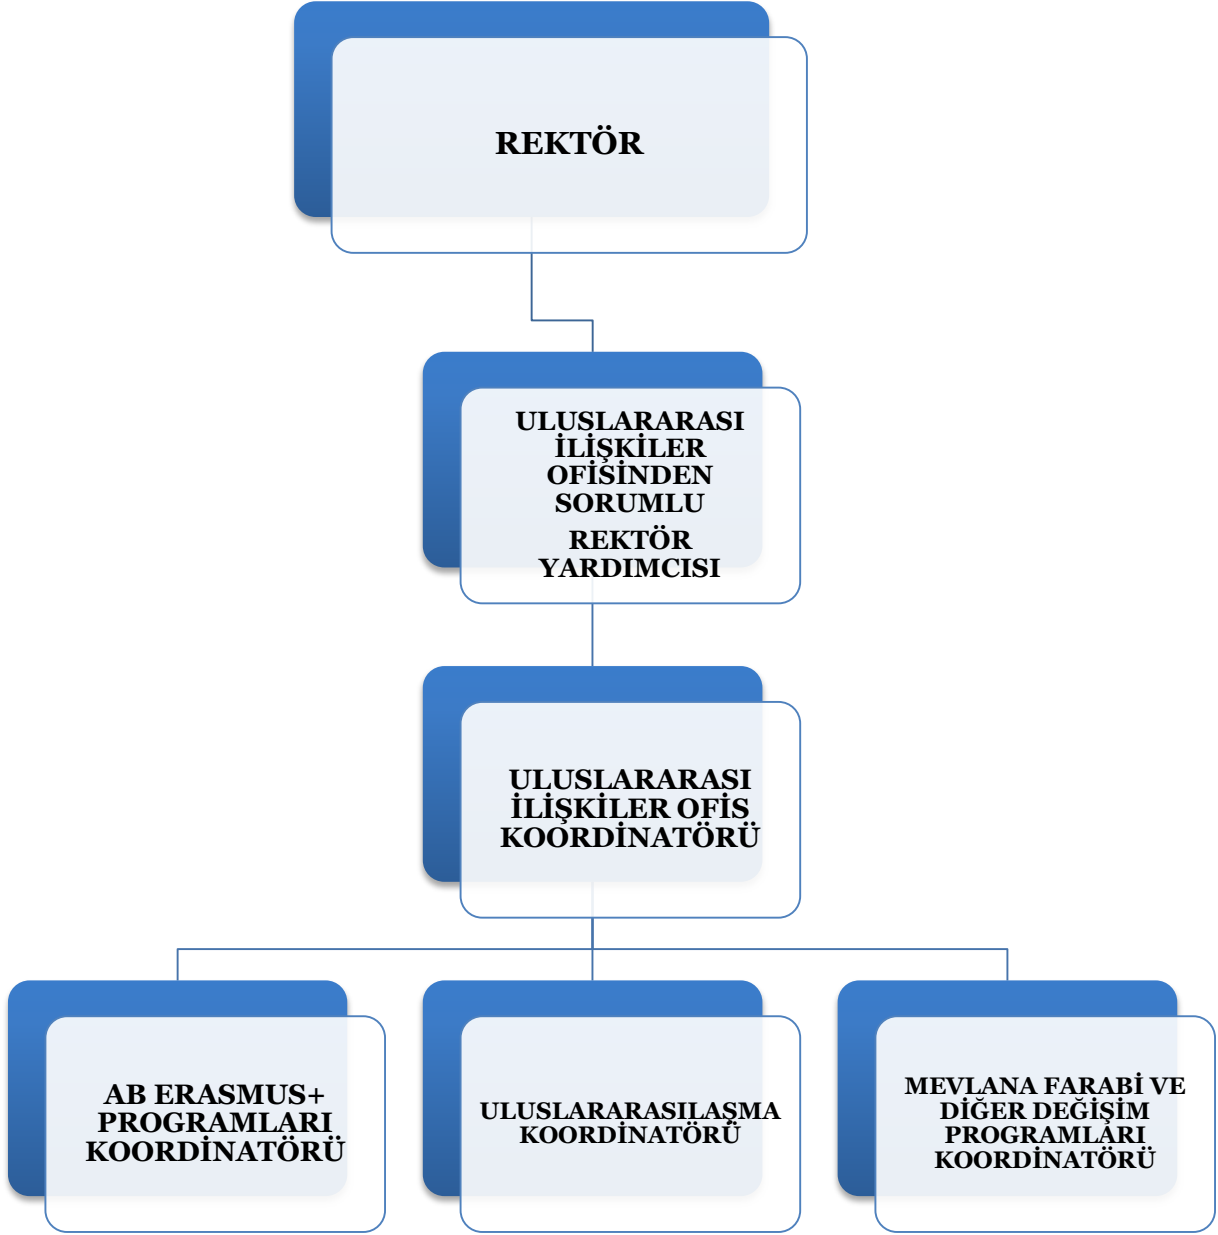 REKTÖR
ULUSLARARASI
İLİŞKİLER
OFİSİNDEN
SORUMLU
REKTÖR
YARDIMCISI
ULUSLARARASI
İLİŞKİLER OFİS
KOORDİNATÖRÜ
AB ERASMUS+
PROGRAMLARI
KOORDİNATÖRÜ
ULUSLARARASILAŞMA
KOORDİNATÖRÜ
MEVLANA FARABİ VE
DİĞER DEĞİŞİM
PROGRAMLARI
KOORDİNATÖRÜ